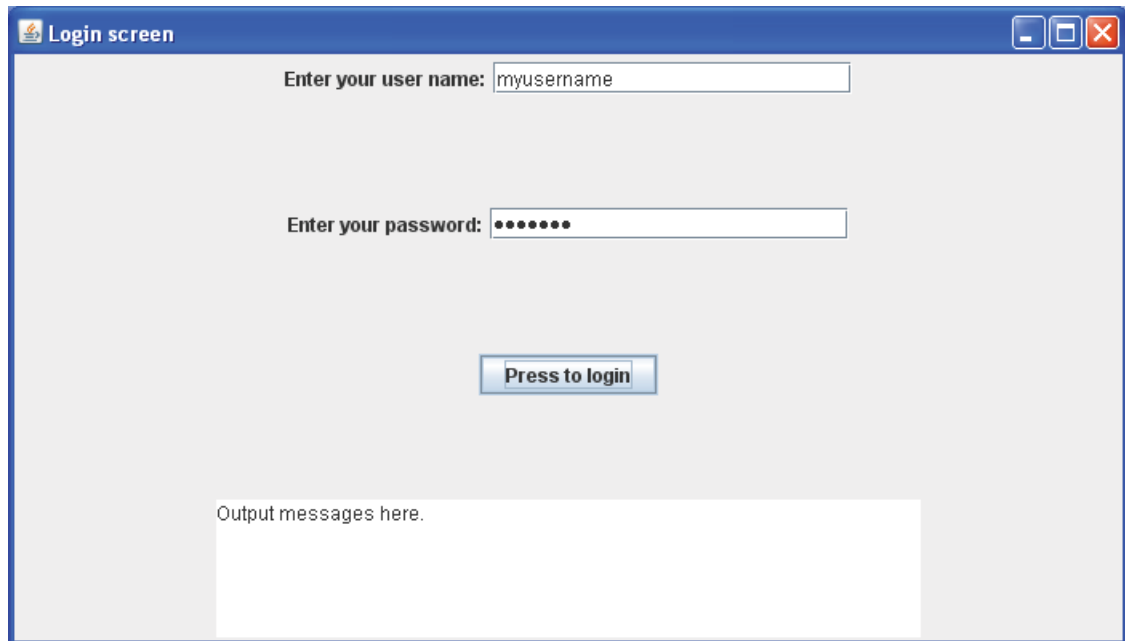 Login screen
Enter your user name: myusername
Enter your password: •••••••
Press to login
Output messages here.